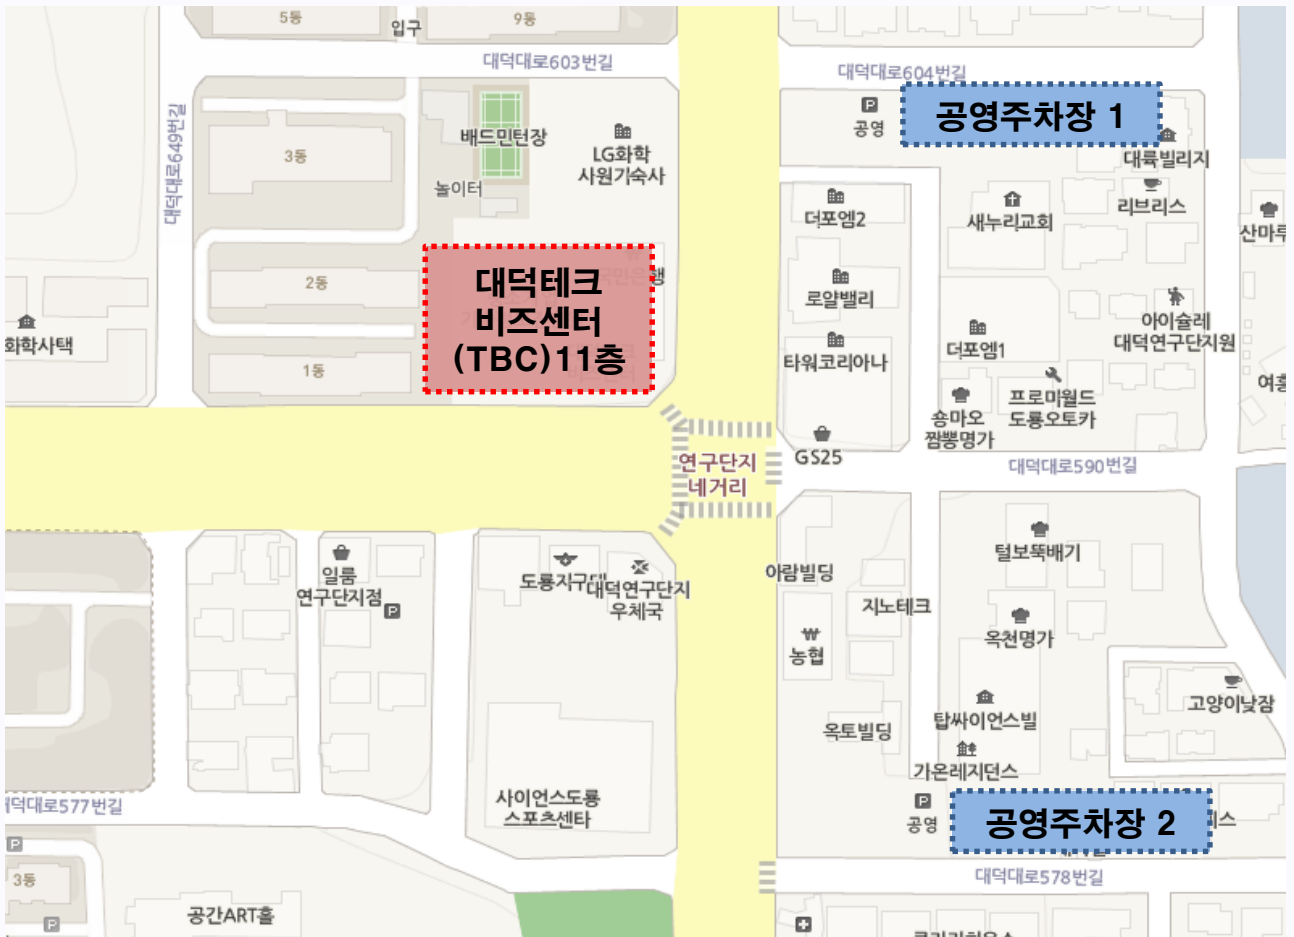 5동
입구
9동
대덕대로603번길
대덕대로604번길
공영주차장 1
공영
대덕대로649번길
3동
배드민턴장
LG화학
사원기숙사
놀이터
대륙빌리지
더포엠2
새누리교회
리브리스
산마루
대덕테크
비즈센터
(TBC)11층
국민은행
2동
로얄밸리
아이슐레
대덕연구단지원
화학사택
1동
타워코리아나
더포엠1
프로미월드
도룡오토카
숑마오
짬뽕명가
여흥
GS25
연구단지
네거리
대덕대로590번길
일룸
연구단지점
P
도룡지구대
대덕연구단지
우체국
아람빌딩
지노테크
털보뚝배기
농협
옥천명가
고양이낮잠
옥토빌딩
탑싸이언스빌
가온레지던스
대덕대로577번길
사이언스도룡
스포츠센타
P
공영
공영주차장 2
스
P
3동
대덕대로578번길
P
공간ART홀